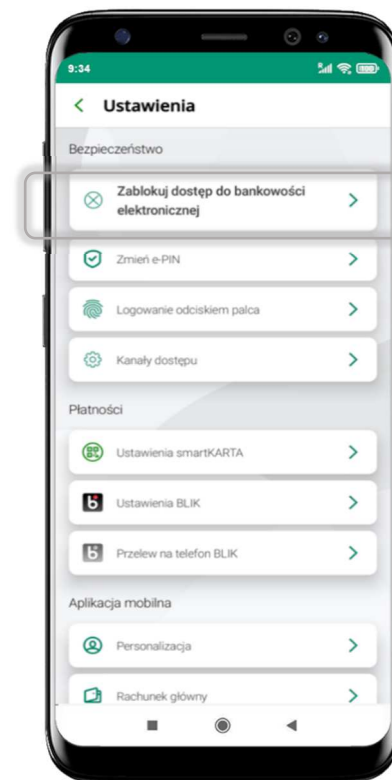 9:34
Ustawienia
Bezpieczeństwo
Zablokuj dostęp do bankowości
elektronicznej
Zmień e-PIN
Logowanie odciskiem palca
Kanały dostępu
Płatności
Ustawienia smartKARTA
Ustawienia BLIK
Przelew na telefon BLIK
Aplikacja mobilna
Personalizacja
Rachunek główny